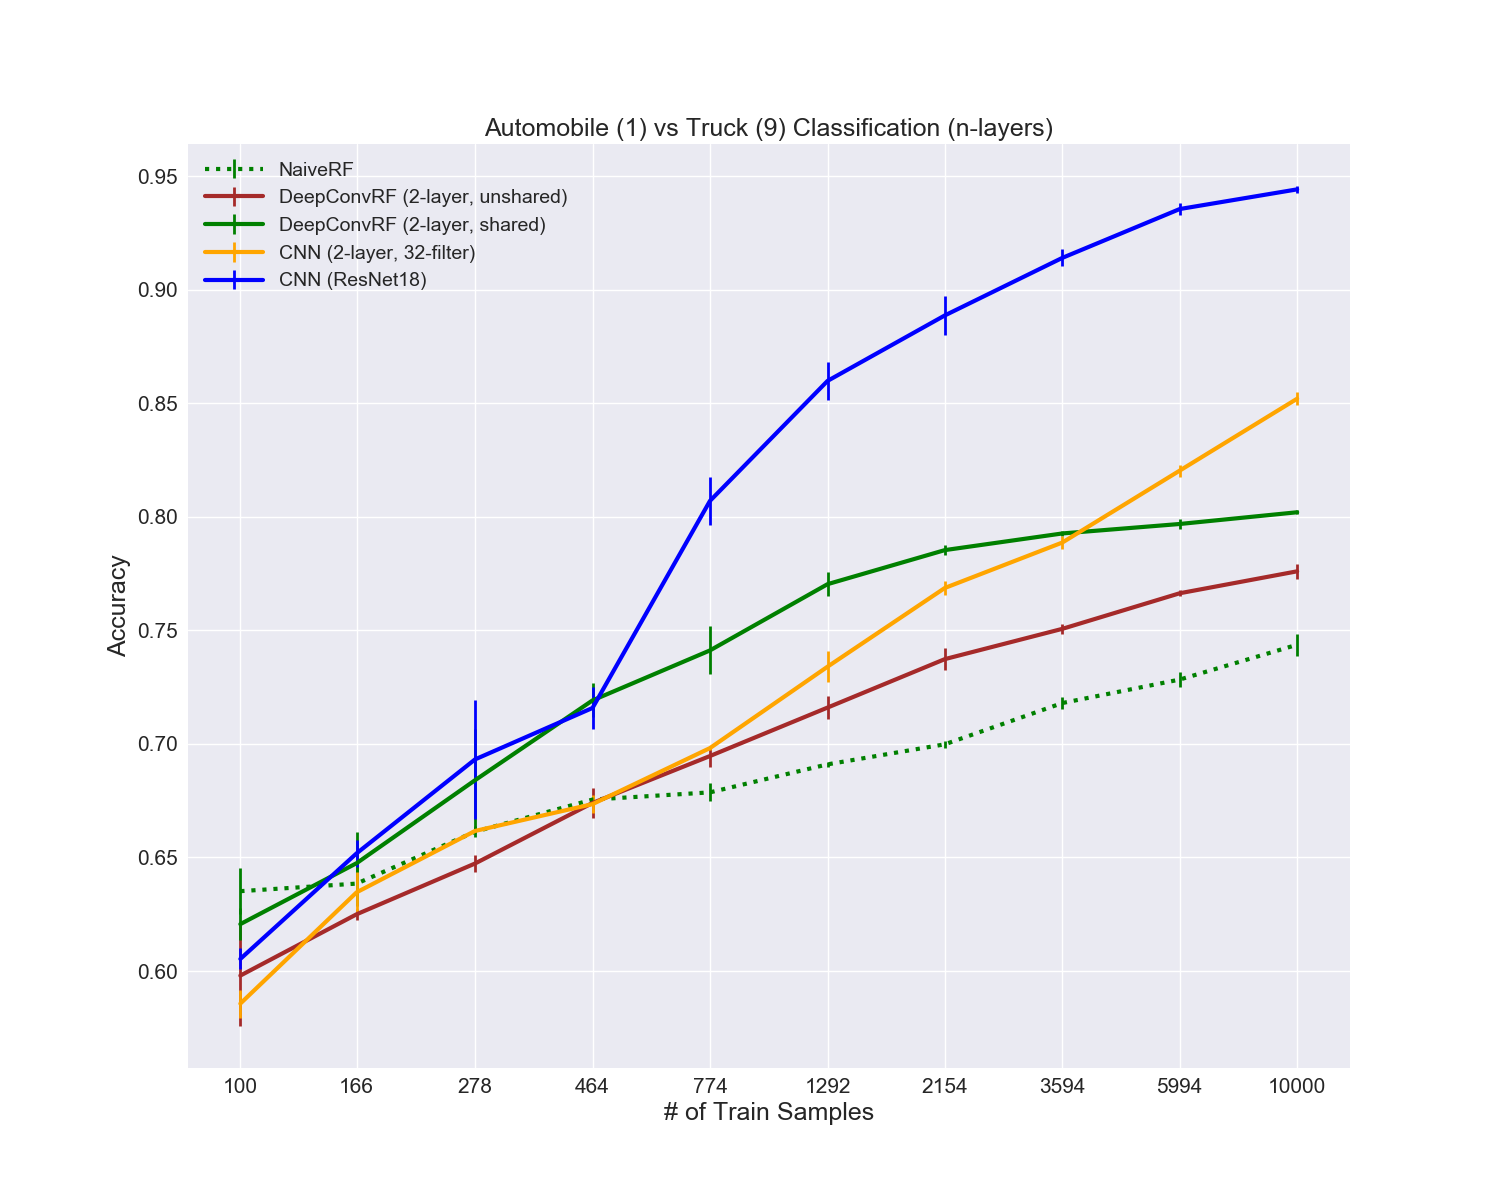 Automobile (1) vs Truck (9) Classification (n-layers)
NaiveRF
DeepConvRF (2-layer, unshared)
DeepConvRF (2-layer, shared)
CNN (2-layer, 32-filter)
CNN (ResNet18)
0.95
0.90
0.85
0.80
0.75
0.70
0.65
0.60
Accuracy
100 166 278 464 774 1292 2154 3594 5994 10000
# of Train Samples